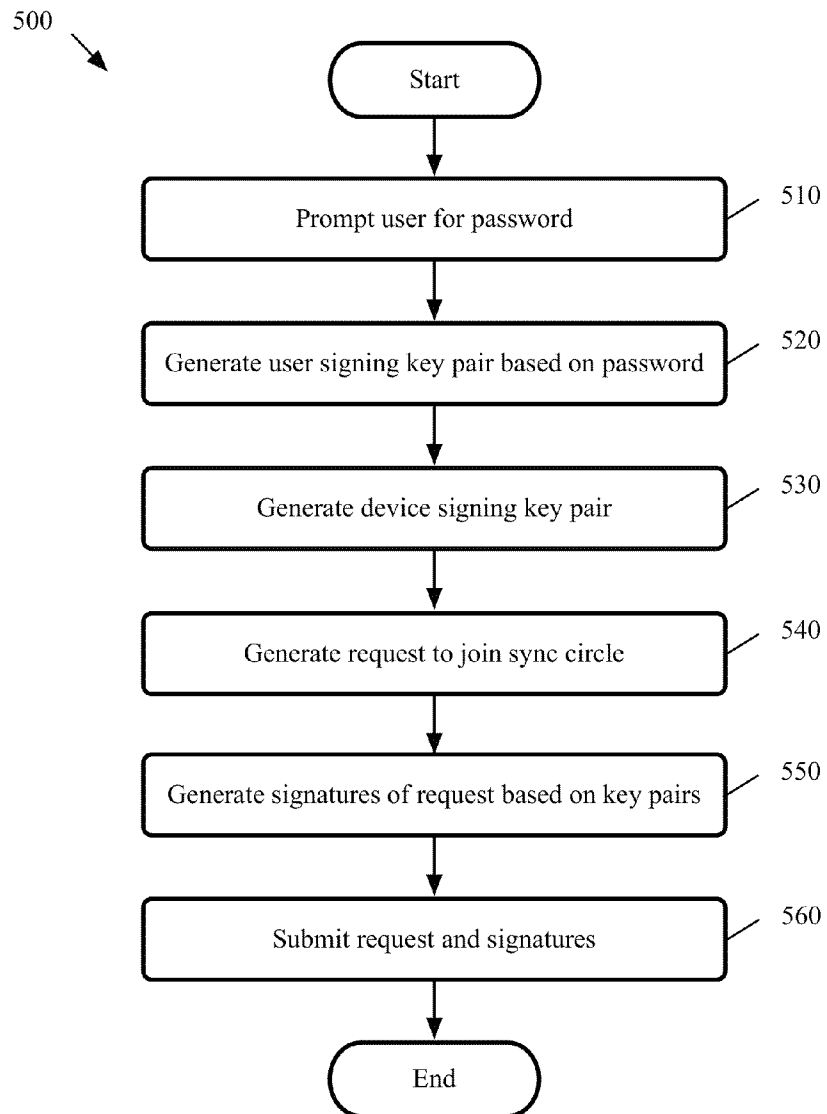 500
Start
Prompt user for password
510
Generate user signing key pair based on password
520
Generate device signing key pair
530
Generate request to join sync circle
540
Generate signatures of request based on key pairs
550
Submit request and signatures
560
End